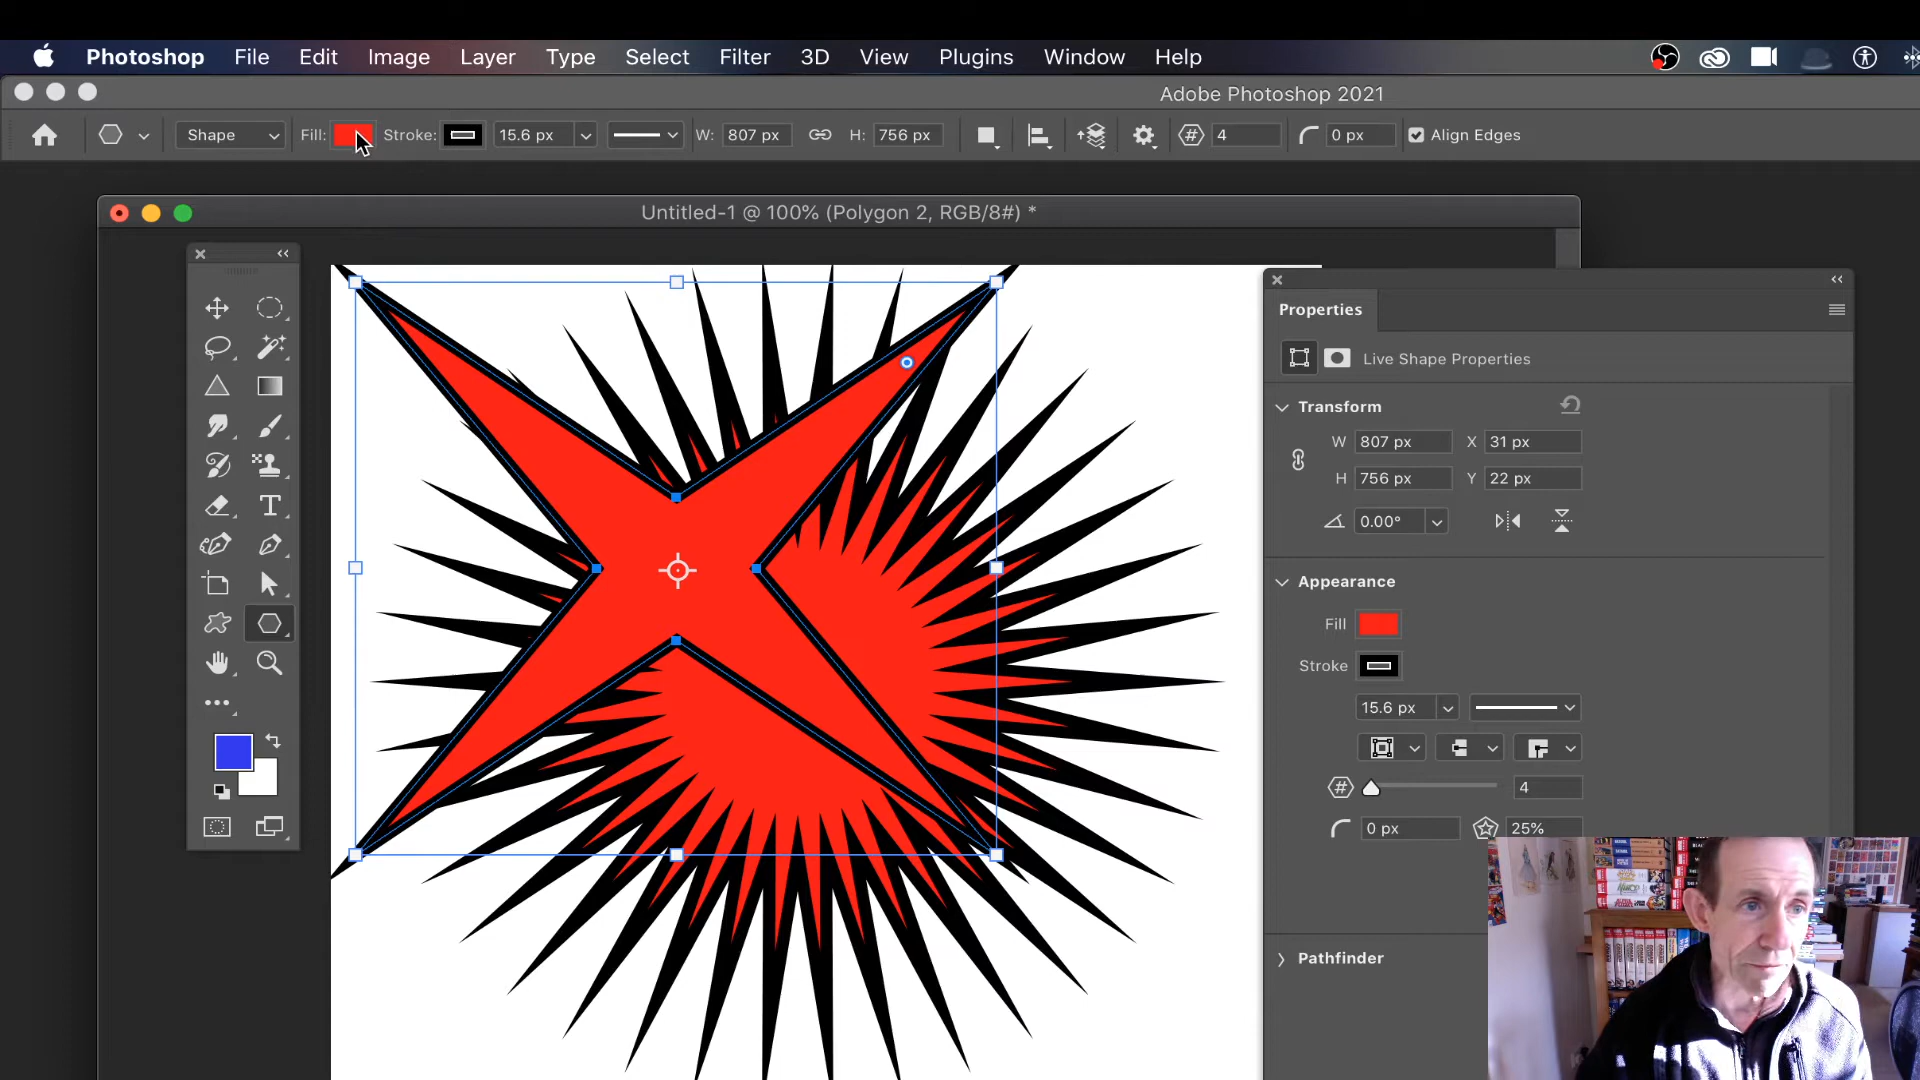 Photoshop File Edit Image Layer Type Select Filter 3D View Plugins Window Help
Adobe Photoshop 2021
Shape Fill: Stroke: 15.6 px W: 807 px H: 756 px 4 0 px Align Edges
Untitled-1 @ 100% (Polygon 2, RGB/8#) *
Properties
Live Shape Properties
Transform
W 807 px X 31 px
H 756 px Y 22 px
0.00°
Appearance
Fill
Stroke
15.6 px
4
0 px 25%
Pathfinder